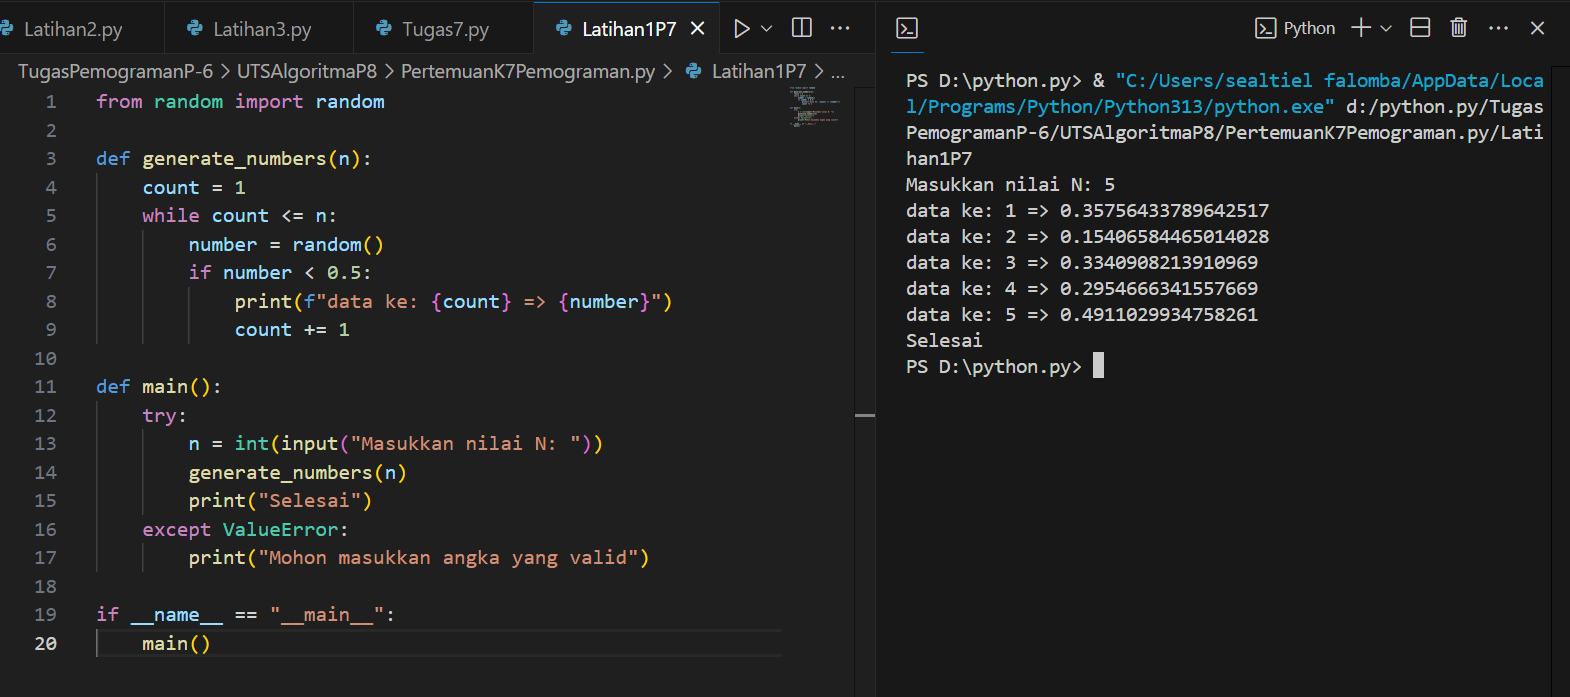 Latihan2.py Latihan3.py Tugas7.py Latihan1P7
TugasPemogramanP-6 > UTSAlgoritmaP8 > PertemuanK7Pemograman.py > Latihan1P7 > ...
1 from random import random
2
3 def generate_numbers(n):
4     count = 1
5     while count <= n:
6         number = random()
7         if number < 0.5:
8             print(f"data ke: {count} => {number}")
9             count += 1
10
11 def main():
12     try:
13         n = int(input("Masukkan nilai N: "))
14         generate_numbers(n)
15         print("Selesai")
16     except ValueError:
17         print("Mohon masukkan angka yang valid")
18
19 if __name__ == "__main__":
20     main()
Python
PS D:\python.py> & "C:/Users/sealtiel falomba/AppData/Loca
l/Programs/Python/Python313/python.exe" d:/python.py/Tugas
PemogramanP-6/UTSAlgoritmaP8/PertemuanK7Pemograman.py/Lati
han1P7
Masukkan nilai N: 5
data ke: 1 => 0.35756433789642517
data ke: 2 => 0.15406584465014028
data ke: 3 => 0.3340908213910969
data ke: 4 => 0.2954666341557669
data ke: 5 => 0.4911029934758261
Selesai
PS D:\python.py>